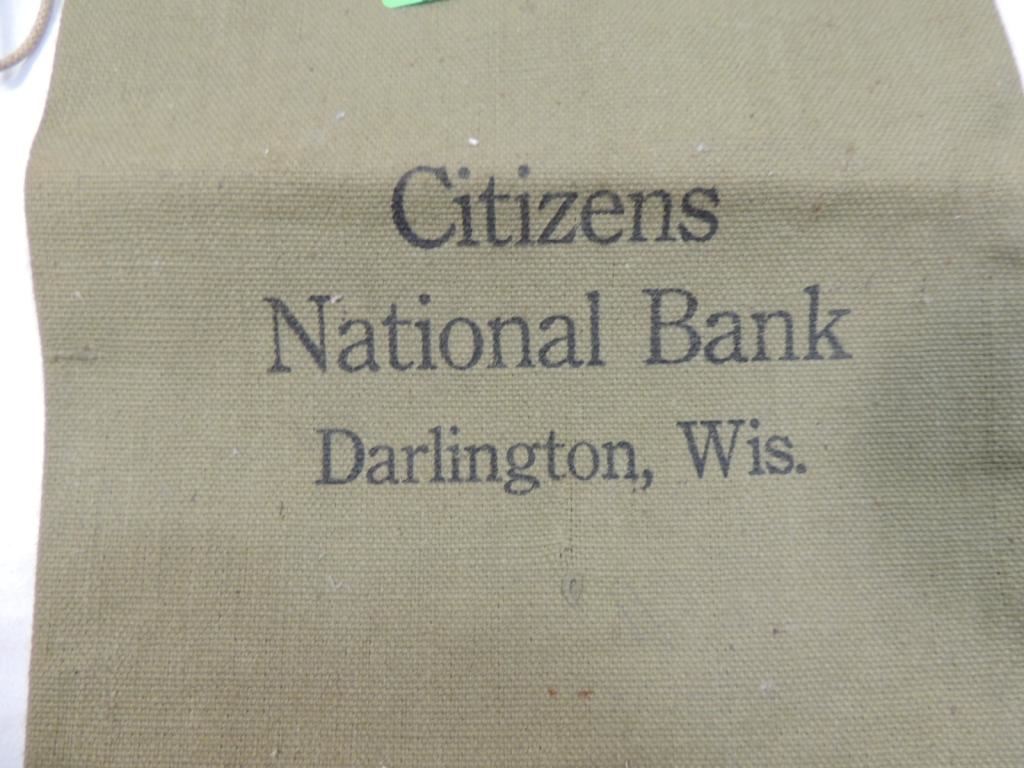 Citizens
National Bank
Darlington, Wis.